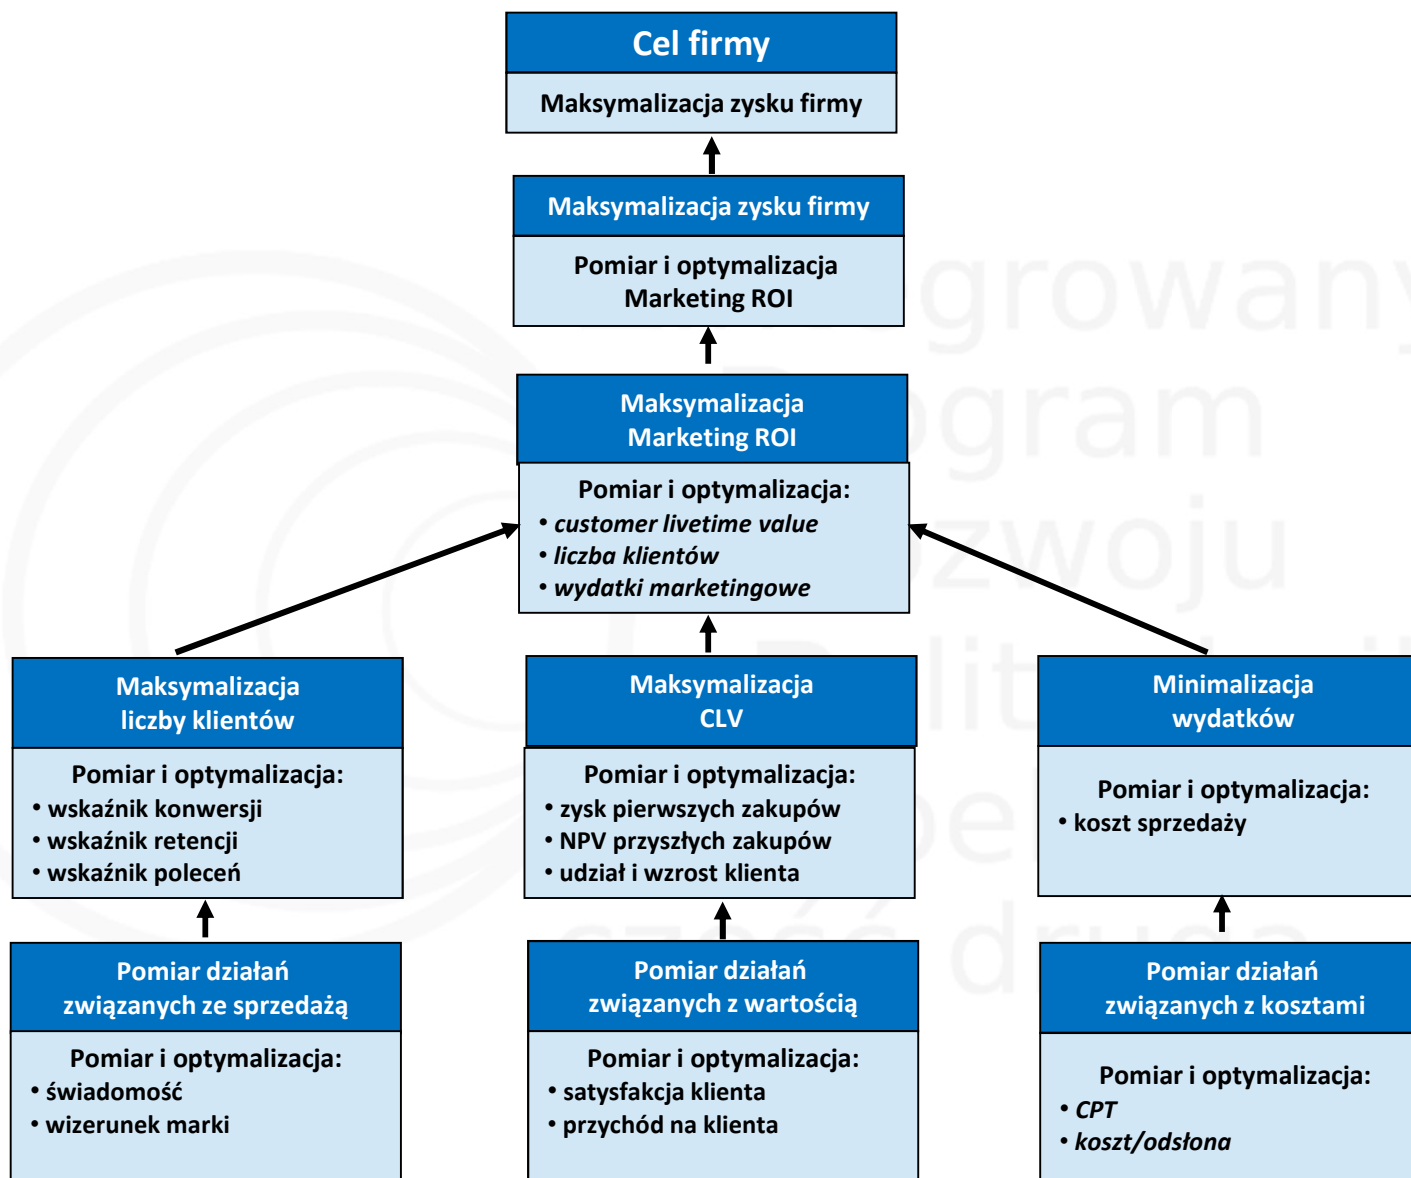 Cel firmy
Maksymalizacja zysku firmy
Maksymalizacja zysku firmy
Pomiar i optymalizacja
Marketing ROI
Maksymalizacja
Marketing ROI
Pomiar i optymalizacja:
• customer livetime value
• liczba klientów
• wydatki marketingowe
Maksymalizacja
liczby klientów
Pomiar i optymalizacja:
• wskaźnik konwersji
• wskaźnik retencji
• wskaźnik poleceń
Maksymalizacja
CLV
Pomiar i optymalizacja:
• zysk pierwszych zakupów
• NPV przyszłych zakupów
• udział i wzrost klienta
Minimalizacja
wydatków
Pomiar i optymalizacja:
• koszt sprzedaży
Pomiar działań
związanych ze sprzedażą
Pomiar i optymalizacja:
• świadomość
• wizerunek marki
Pomiar działań
związanych z wartością
Pomiar i optymalizacja:
• satysfakcja klienta
• przychód na klienta
Pomiar działań
związanych z kosztami
Pomiar i optymalizacja:
• CPT
• koszt/odsłona